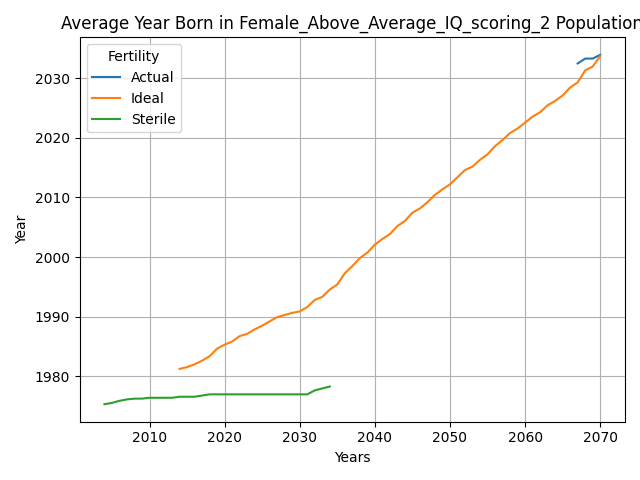 Average Year Born in Female_Above_Average_IQ_scoring_2 Population
Fertility
Actual
Ideal
Sterile
Year
2030
2020
2010
2000
1990
1980
2010 2020 2030 2040 2050 2060 2070
Years